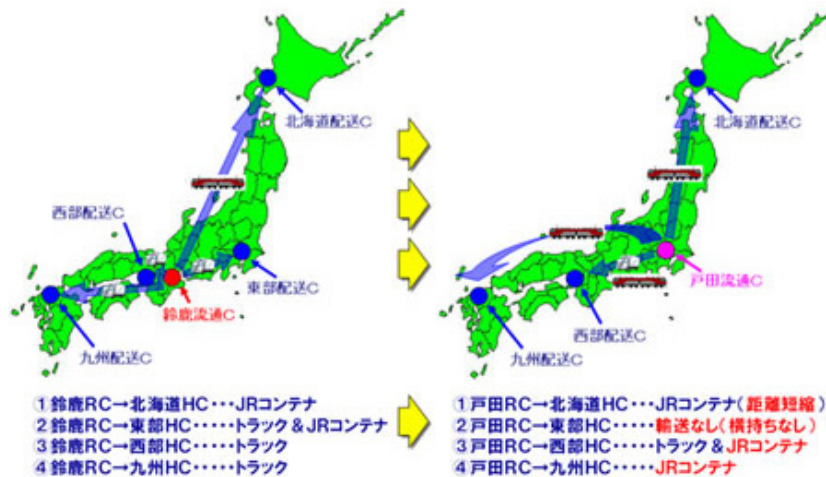 北海道配送C
西部配送C
東部配送C
鈴鹿流通C
九州配送C
①鈴鹿RC→北海道HC・・・JRコンテナ
②鈴鹿RC→東部HC・・・・・トラック＆JRコンテナ
③鈴鹿RC→西部HC・・・・・トラック
④鈴鹿RC→九州HC・・・・・トラック
北海道配送C
戸田流通C
西部配送C
九州配送C
①戸田RC→北海道HC・・・JRコンテナ(距離短縮)
②戸田RC→東部HC・・・・・輸送なし(横持ちなし)
③戸田RC→西部HC・・・・・トラック＆JRコンテナ
④戸田RC→九州HC・・・・・JRコンテナ